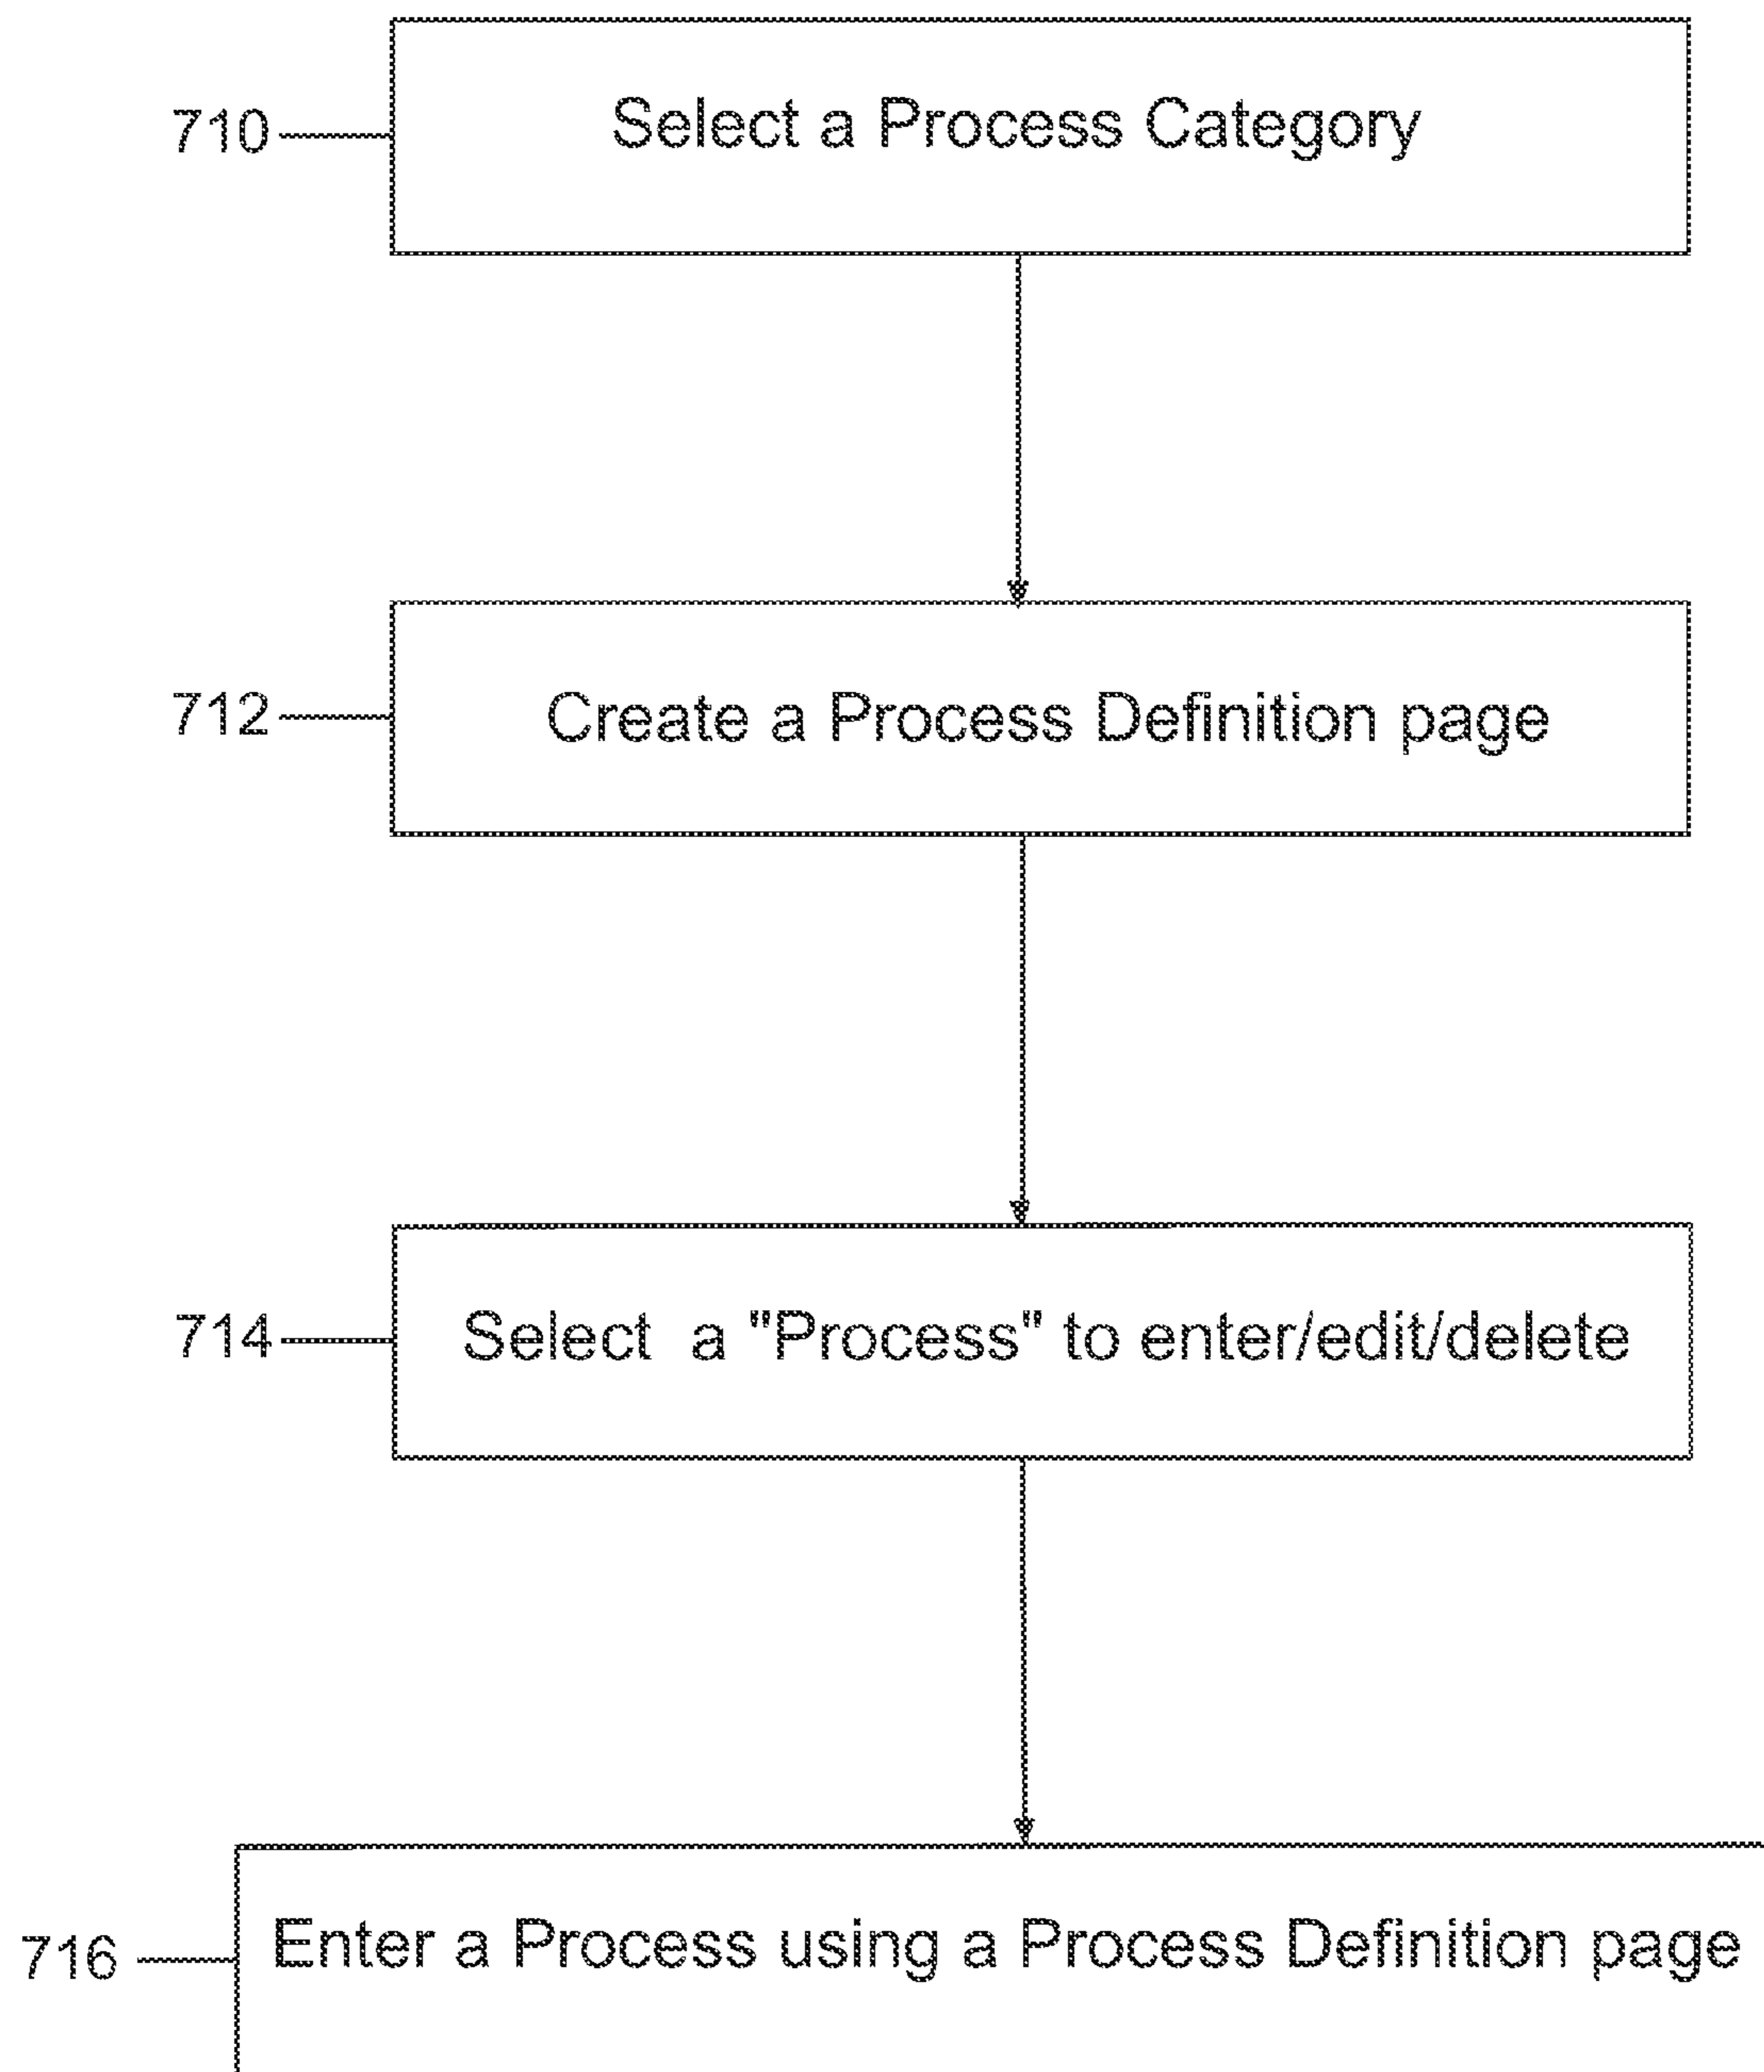 710 Select a Process Category
712 Create a Process Definition page
714 Select a "Process" to enter/edit/delete
716 Enter a Process using a Process Definition page